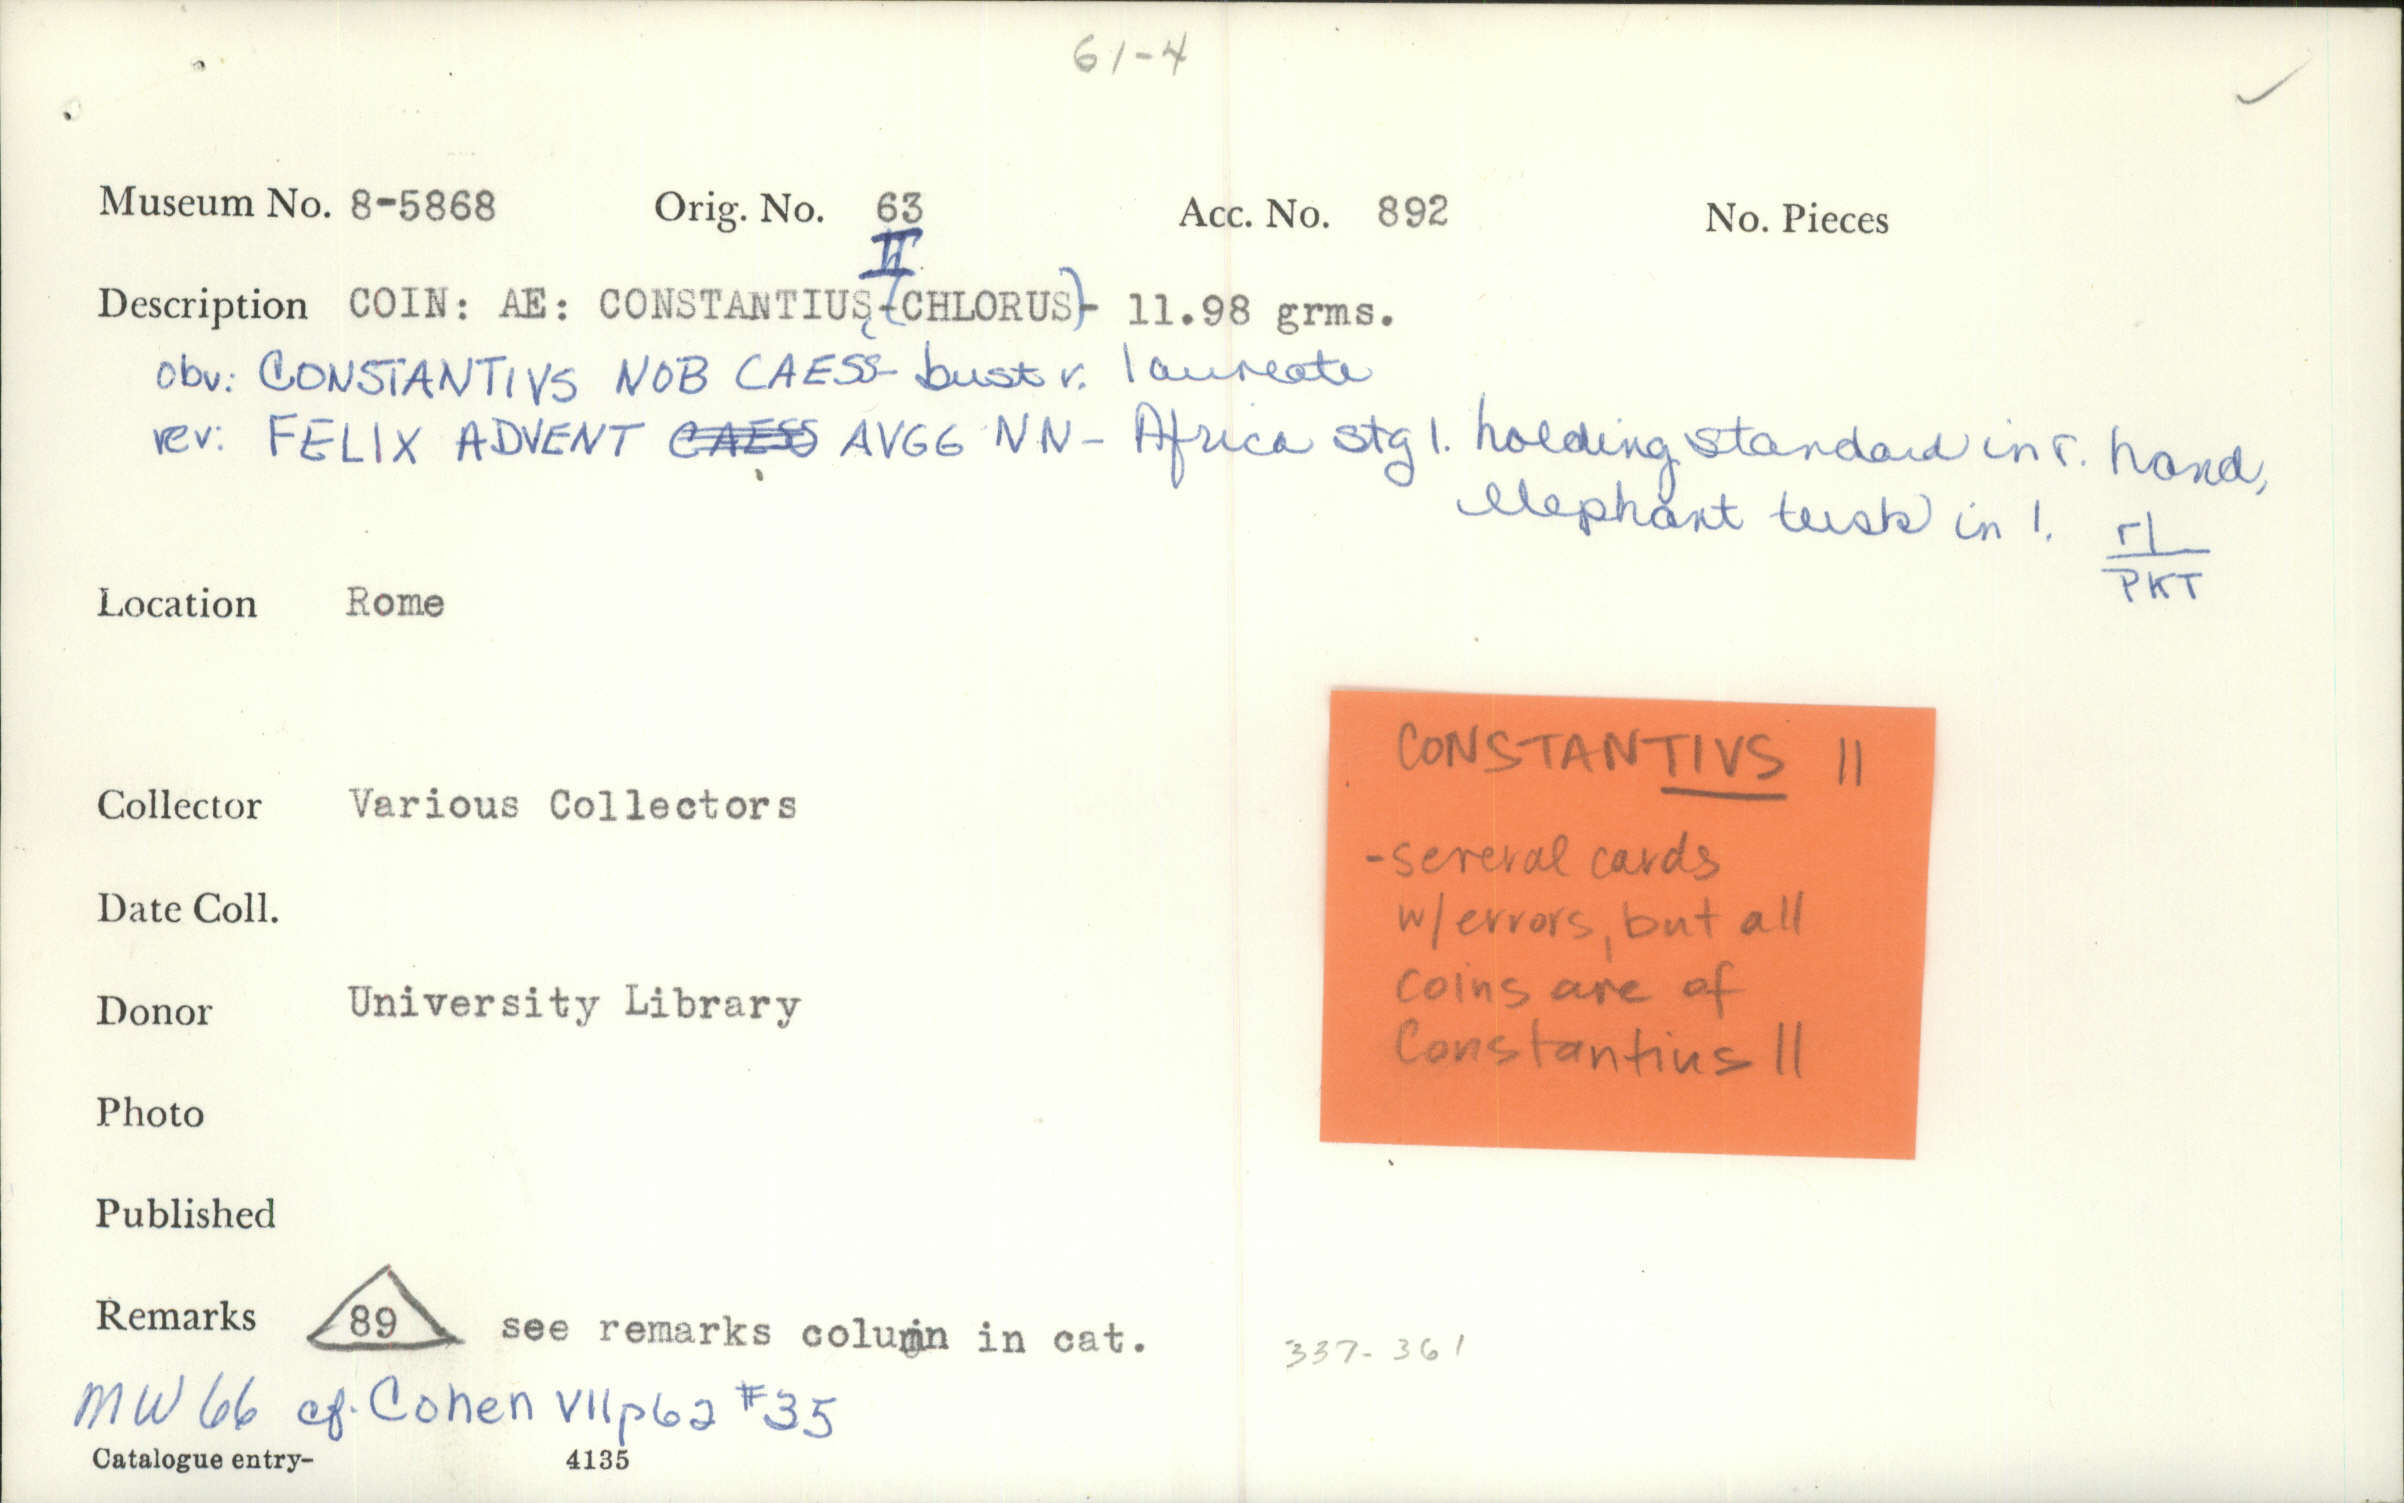 61-4
Museum No. 8-5868 Orig. No. 63 Acc. No. 892 No. Pieces
II
Description COIN: AE: CONSTANTIUS-(CHLORUS)- 11.98 grms.
obv: CONSTANTIVS NOB CAESS- bust r. laureate
rev: FELIX ADVENT CAESS AVGG NN- Africa stg l. holding standard in r. hand,
elephant tusk in l.
PKT
Location Rome
CONSTANTIVS II
Collector Various Collectors
-several cards
w/errors, but all
coins are of
Constantius II
Date Coll.
Donor University Library
Photo
Published
Remarks 89 see remarks column in cat.
337-361
MW 66 cf. Cohen VII p62 #35
Catalogue entry- 4135